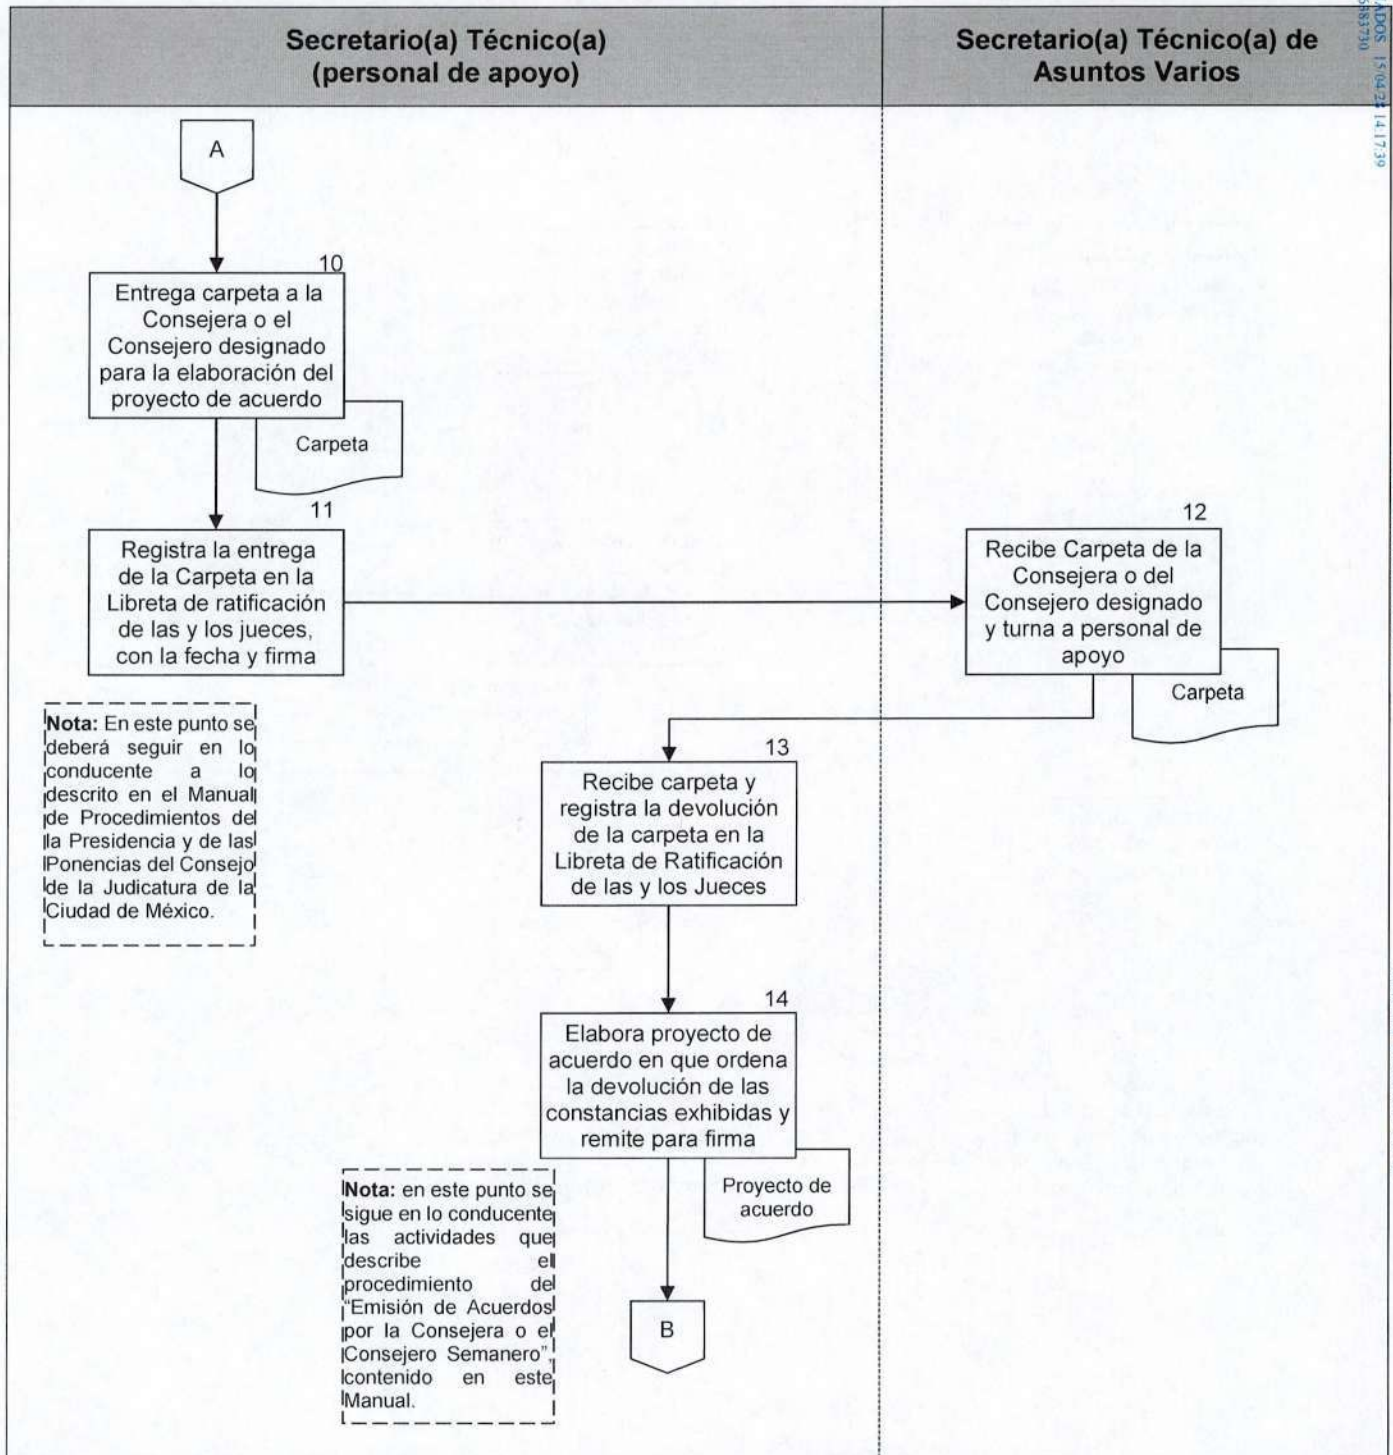 Secretario(a) Técnico(a)
(personal de apoyo)
Secretario(a) Técnico(a) de
Asuntos Varios
ADOS 15/04/28 14:17:39
A
10
Entrega carpeta a la
Consejera o el
Consejero designado
para la elaboración del
proyecto de acuerdo
Carpeta
11
Registra la entrega
de la Carpeta en la
Libreta de ratificación
de las y los jueces,
con la fecha y firma
12
Recibe Carpeta de la
Consejera o del
Consejero designado
y turna a personal de
apoyo
Carpeta
Nota: En este punto se
deberá seguir en lo
conducente a lo
descrito en el Manual
de Procedimientos de
la Presidencia y de las
Ponencias del Consejo
de la Judicatura de la
Ciudad de México.
13
Recibe carpeta y
registra la devolución
de la carpeta en la
Libreta de Ratificación
de las y los Jueces
14
Elabora proyecto de
acuerdo en que ordena
la devolución de las
constancias exhibidas y
remite para firma
Proyecto de
acuerdo
Nota: en este punto se
sigue en lo conducente
las actividades que
describe el
procedimiento de
“Emisión de Acuerdos
por la Consejera o el
Consejero Semanero”,
contenido en este
Manual.
B